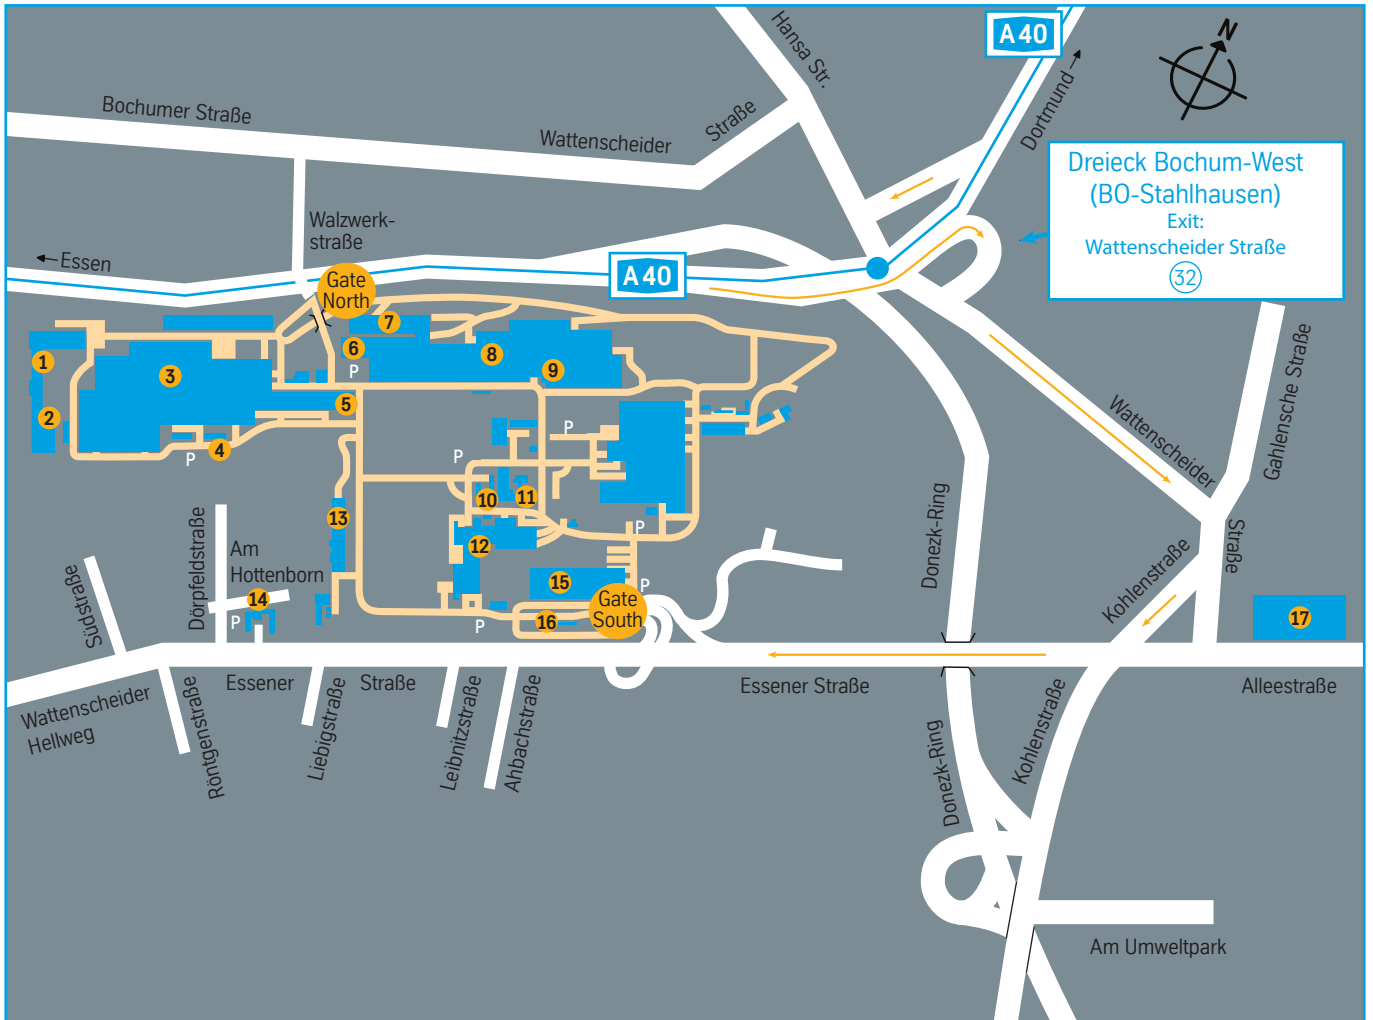 A 40
N
Hansa Str.
Dortmund
Bochumer Straße
Wattenscheider
Straße
Dreieck Bochum-West
(BO-Stahlhausen)
Exit:
Wattenscheider Straße
32
Walzwerk-
straße
Essen
A 40
Gate
North
1
2
3
4
5
6
7
8
9
P
P
P
P
10
11
12
13
P
14
15
16
17
P
P
P
Gate
South
Gahlensche Straße
Wattenscheider
Straße
Donezk-Ring
Kohlenstraße
Südstraße
Dörpfeldstraße
Am
Hottenborn
Wattenscheider
Hellweg
Röntgenstraße
Essener
Straße
Liebigstraße
Leibnitzstraße
Ahbachstraße
Essener Straße
Alleestraße
Donezk-Ring
Kohlenstraße
Am Umweltpark